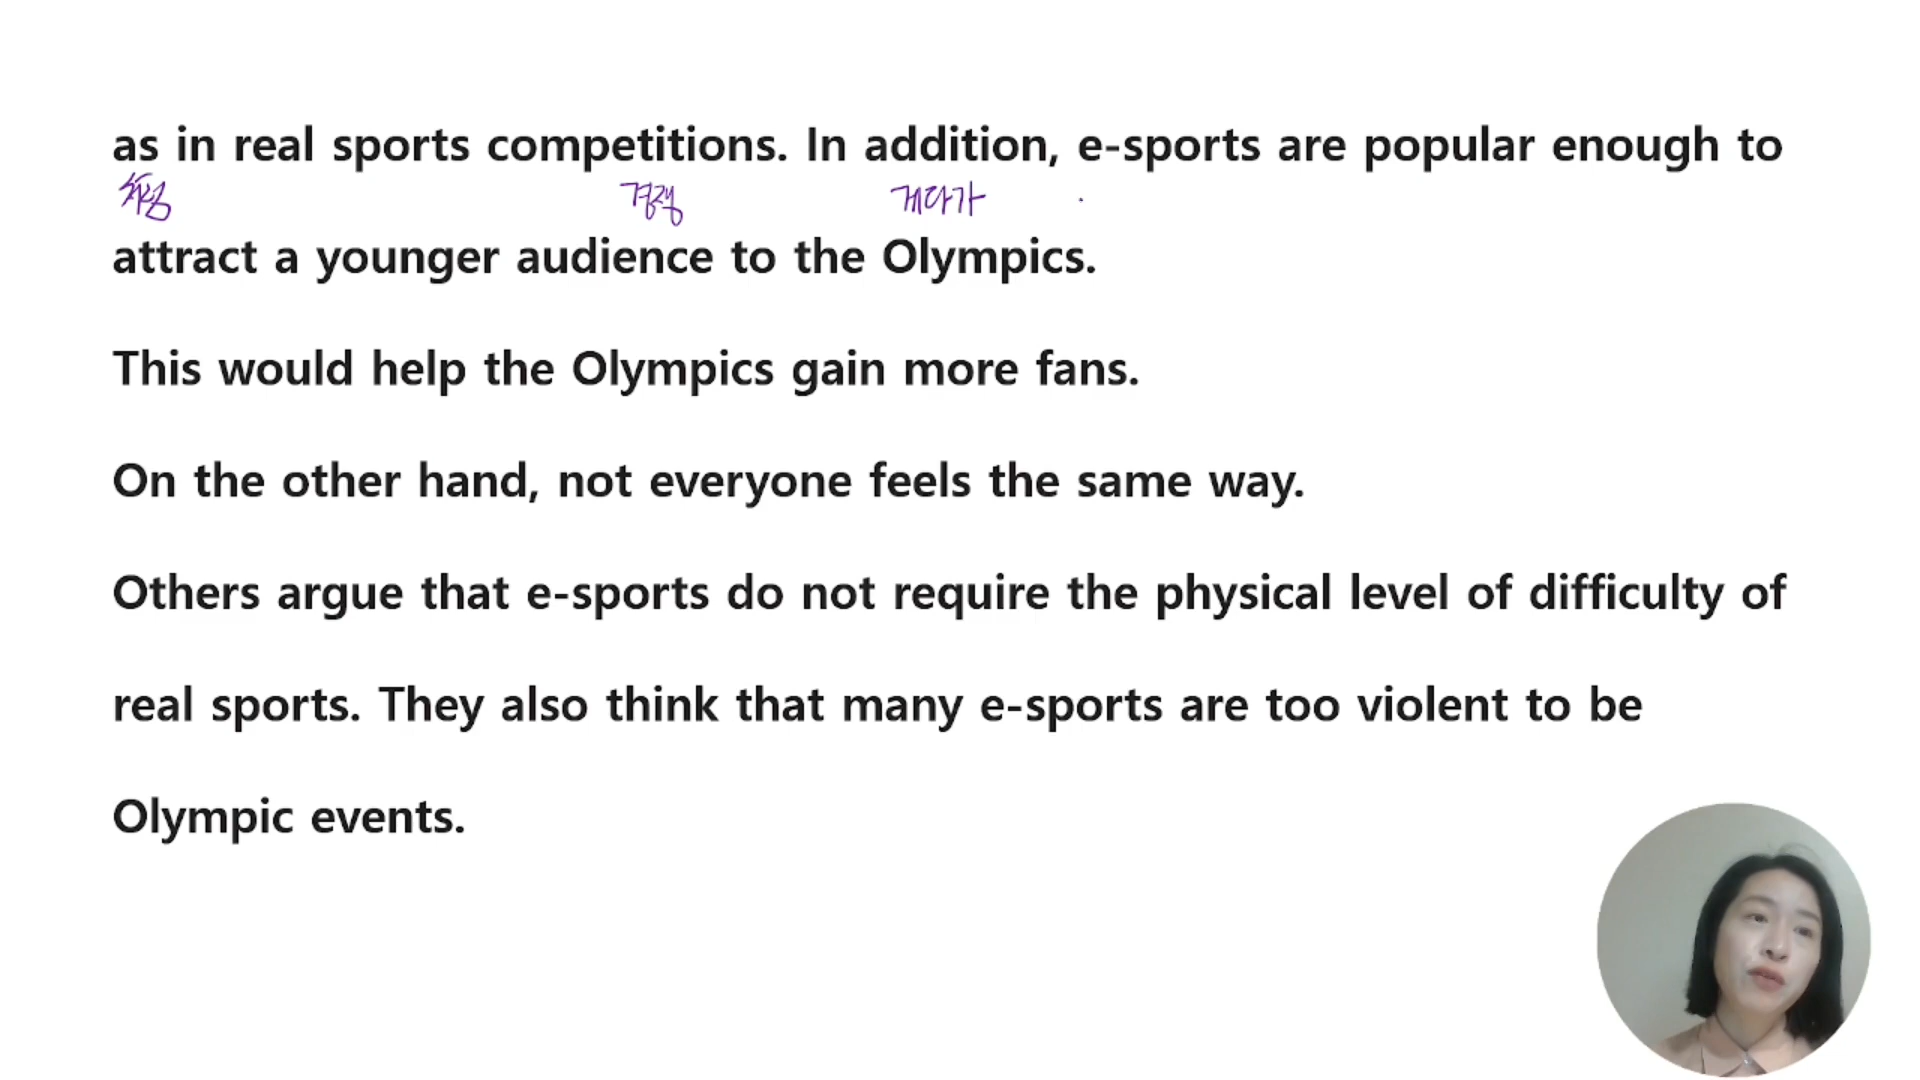 as in real sports competitions. In addition, e-sports are popular enough to
처럼 경쟁 게다가
attract a younger audience to the Olympics.
This would help the Olympics gain more fans.
On the other hand, not everyone feels the same way.
Others argue that e-sports do not require the physical level of difficulty of
real sports. They also think that many e-sports are too violent to be
Olympic events.